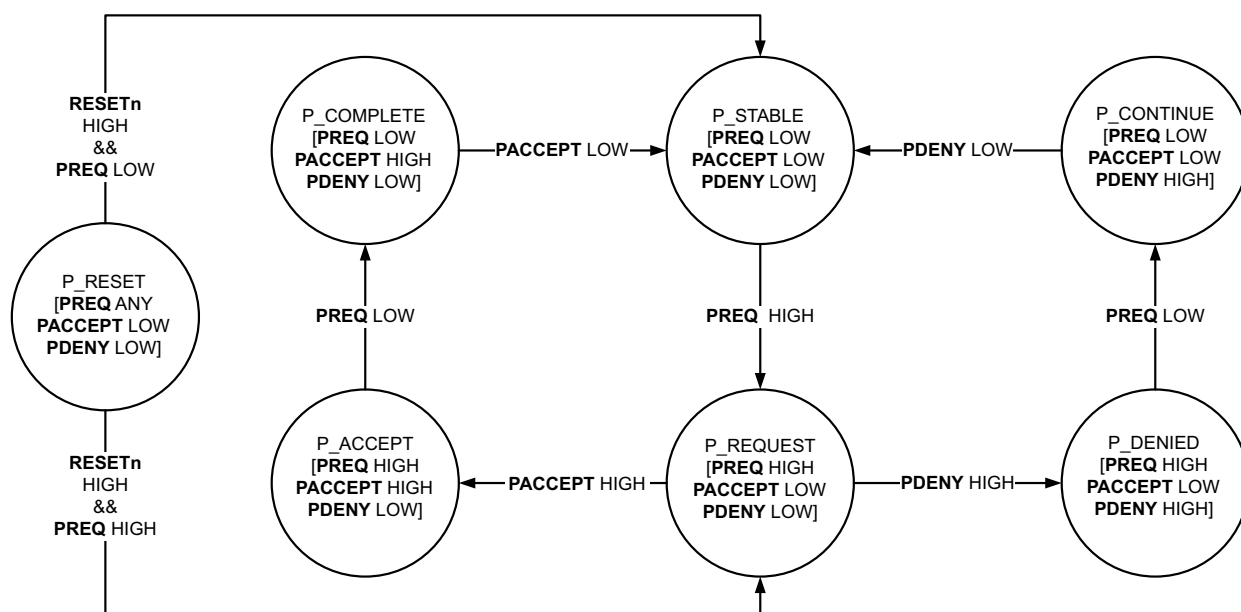 RESETn
HIGH
&&
PREQ LOW
P_RESET
[PREQ ANY
PACCEPT LOW
PDENY LOW]
RESETn
HIGH
&&
PREQ HIGH
P_COMPLETE
[PREQ LOW
PACCEPT HIGH
PDENY LOW]
PACCEPT LOW
P_STABLE
[PREQ LOW
PACCEPT LOW
PDENY LOW]
PDENY LOW
P_CONTINUE
[PREQ LOW
PACCEPT LOW
PDENY HIGH]
PREQ LOW
PREQ HIGH
PREQ LOW
P_ACCEPT
[PREQ HIGH
PACCEPT HIGH
PDENY LOW]
PACCEPT HIGH
P_REQUEST
[PREQ HIGH
PACCEPT LOW
PDENY LOW]
PDENY HIGH
P_DENIED
[PREQ HIGH
PACCEPT LOW
PDENY HIGH]